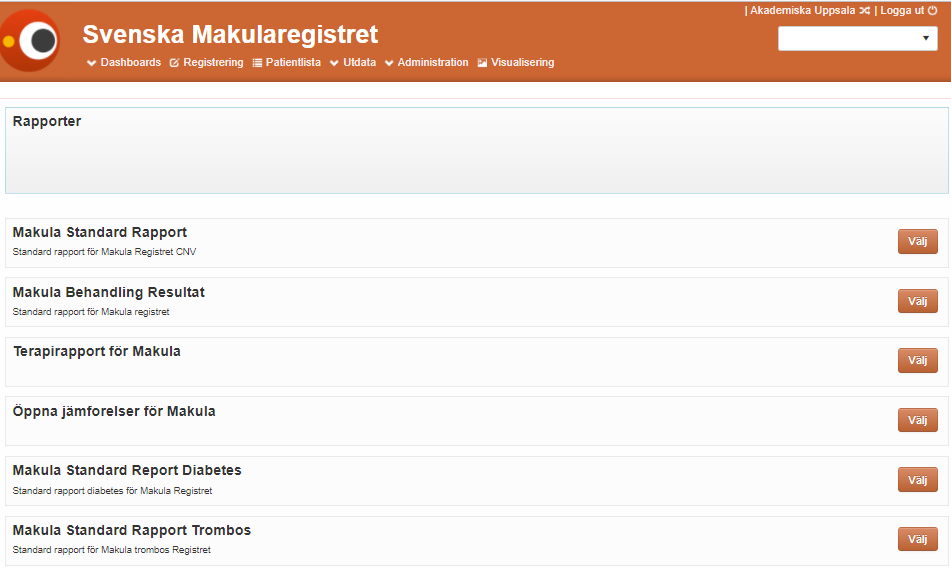 | Akademiska Uppsala | Logga ut
Svenska Makularegistret
Dashboards Registrering Patientlista Utdata Administration Visualisering
Rapporter
Makula Standard Rapport
Standard rapport för Makula Registret CNV
Välj
Makula Behandling Resultat
Standard rapport för Makula registret
Välj
Terapirapport för Makula
Välj
Öppna jämforelser för Makula
Välj
Makula Standard Report Diabetes
Standard rapport diabetes för Makula Registret
Välj
Makula Standard Rapport Trombos
Standard rapport för Makula trombos Registret
Välj